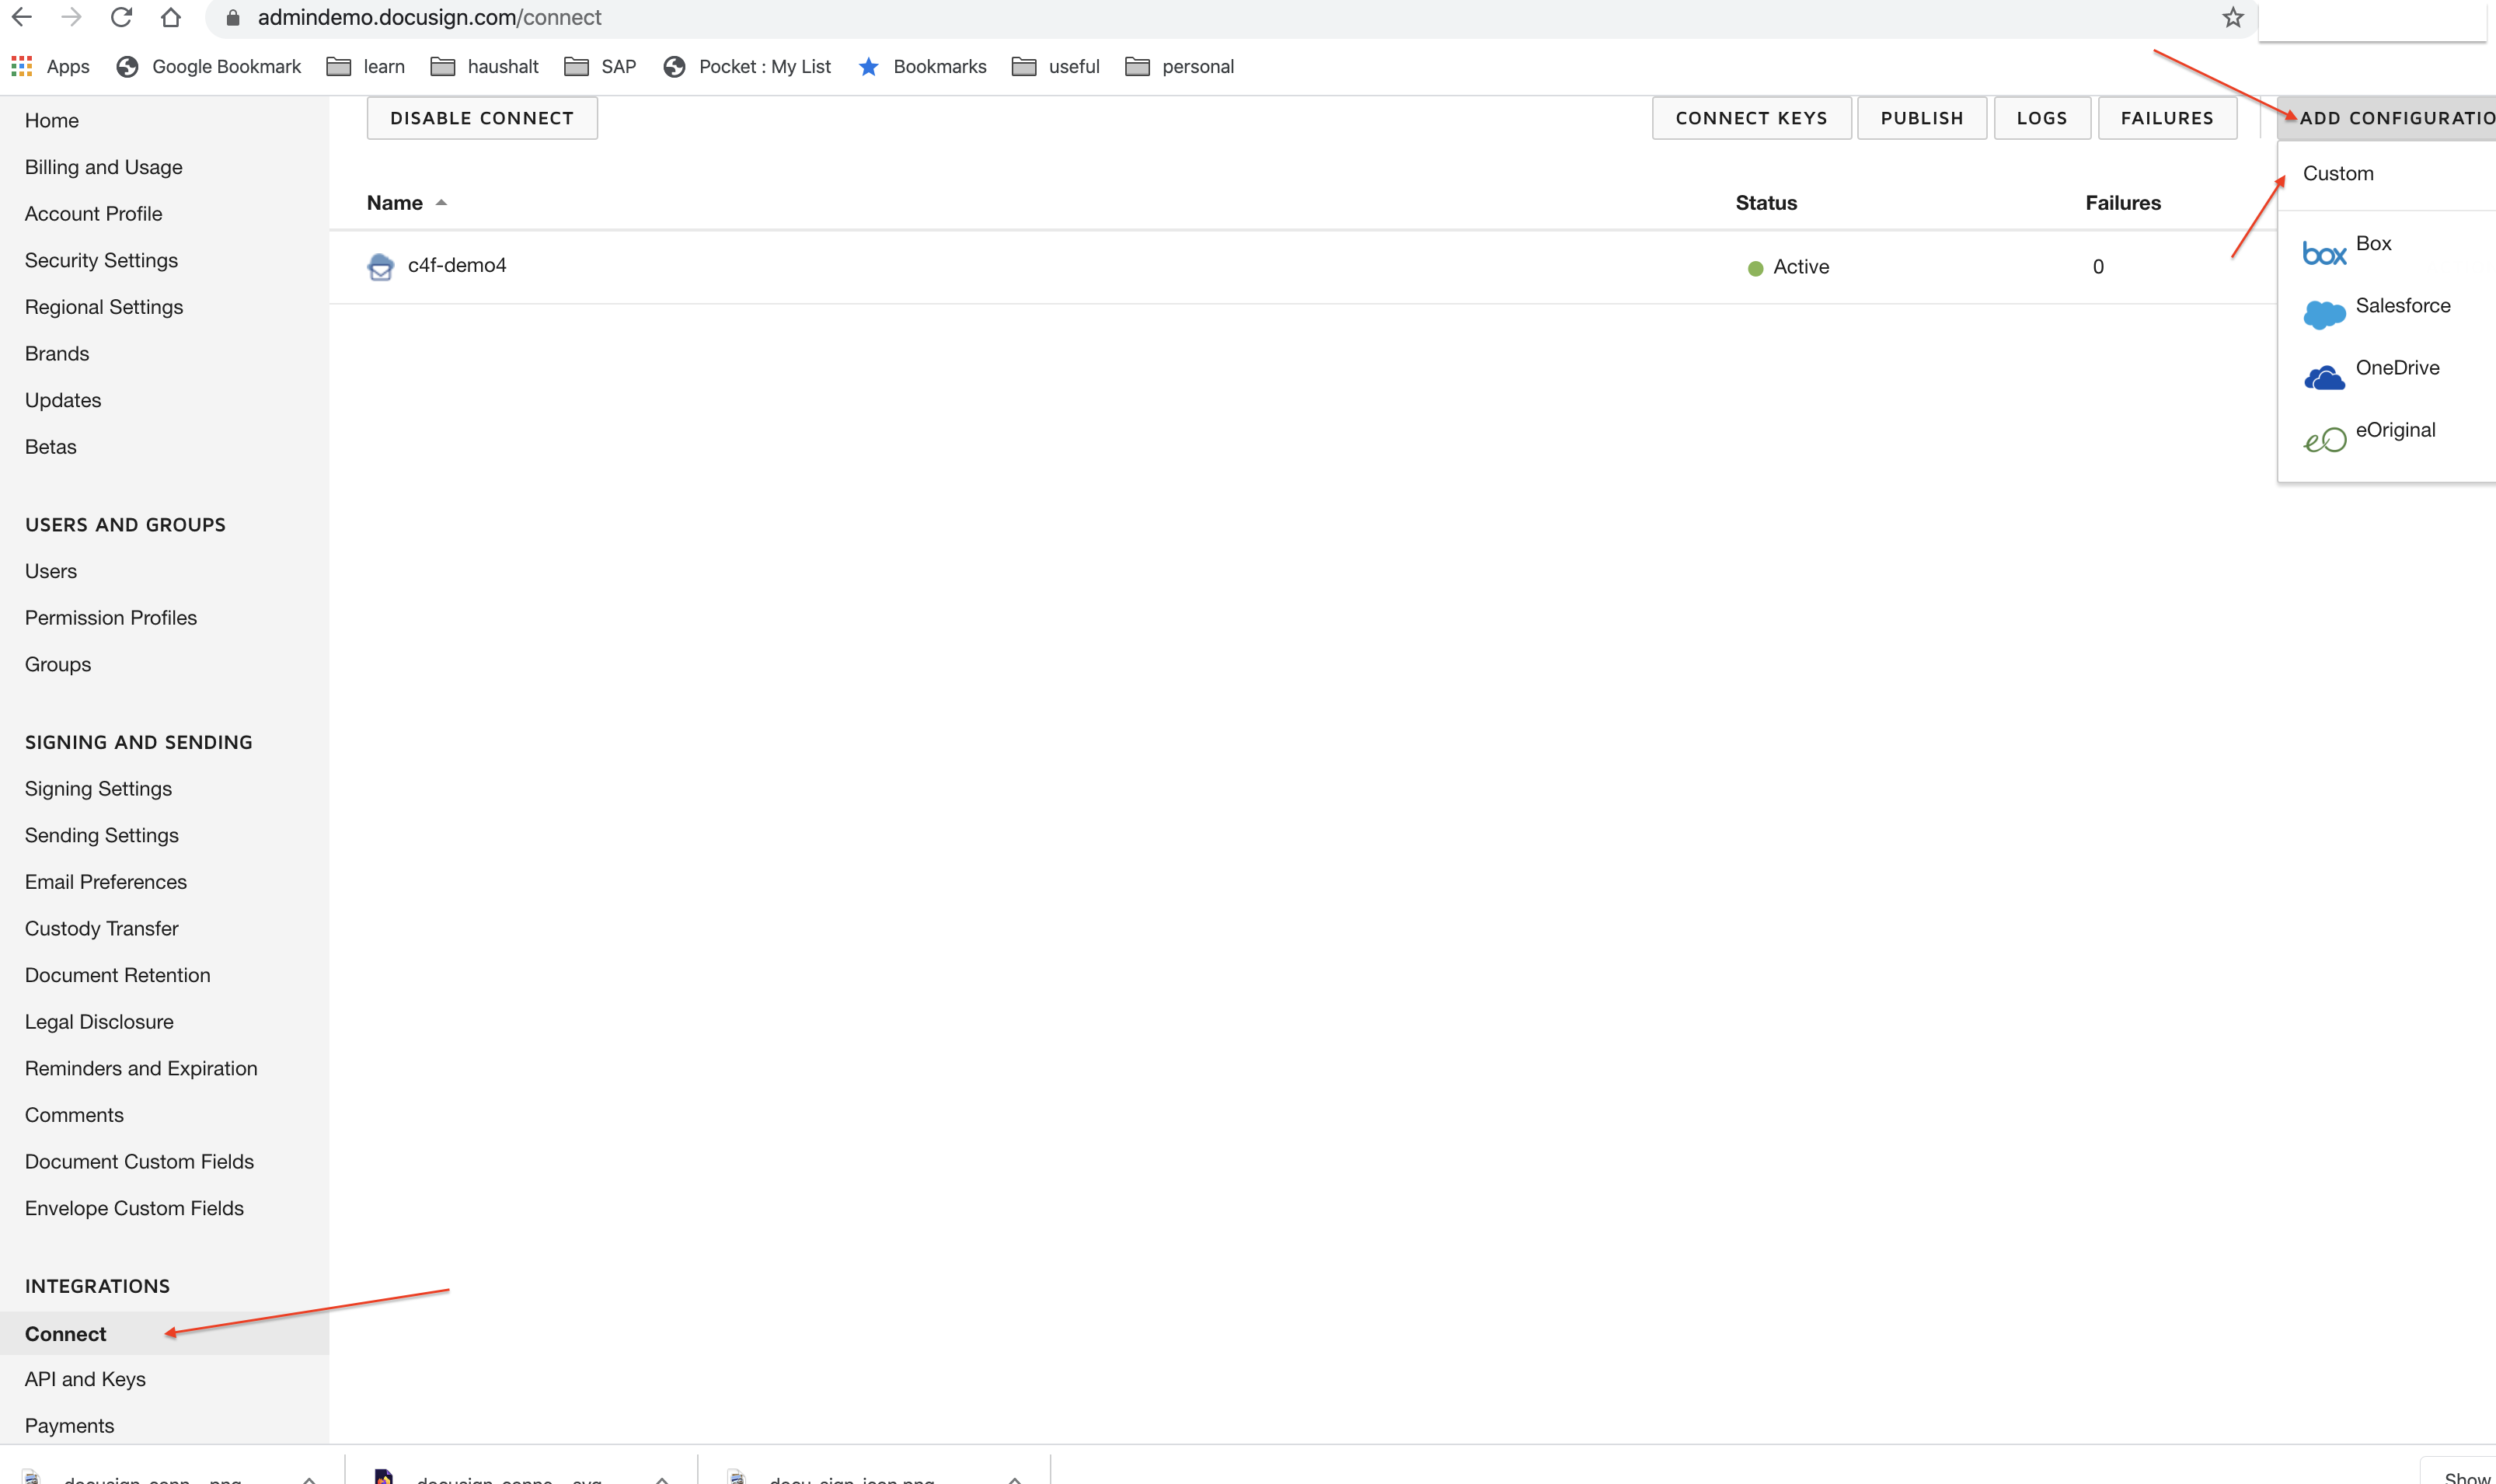 admindemo.docusign.com/connect
Apps Google Bookmark learn haushalt SAP Pocket : My List Bookmarks useful personal
Home
Billing and Usage
Account Profile
Security Settings
Regional Settings
Brands
Updates
Betas
USERS AND GROUPS
Users
Permission Profiles
Groups
SIGNING AND SENDING
Signing Settings
Sending Settings
Email Preferences
Custody Transfer
Document Retention
Legal Disclosure
Reminders and Expiration
Comments
Document Custom Fields
Envelope Custom Fields
INTEGRATIONS
Connect
API and Keys
Payments
DISABLE CONNECT CONNECT KEYS PUBLISH LOGS FAILURES ADD CONFIGURATIO
Name Status Failures
c4f-demo4 Active 0
Custom
box Box
Salesforce
OneDrive
eO eOriginal
Show